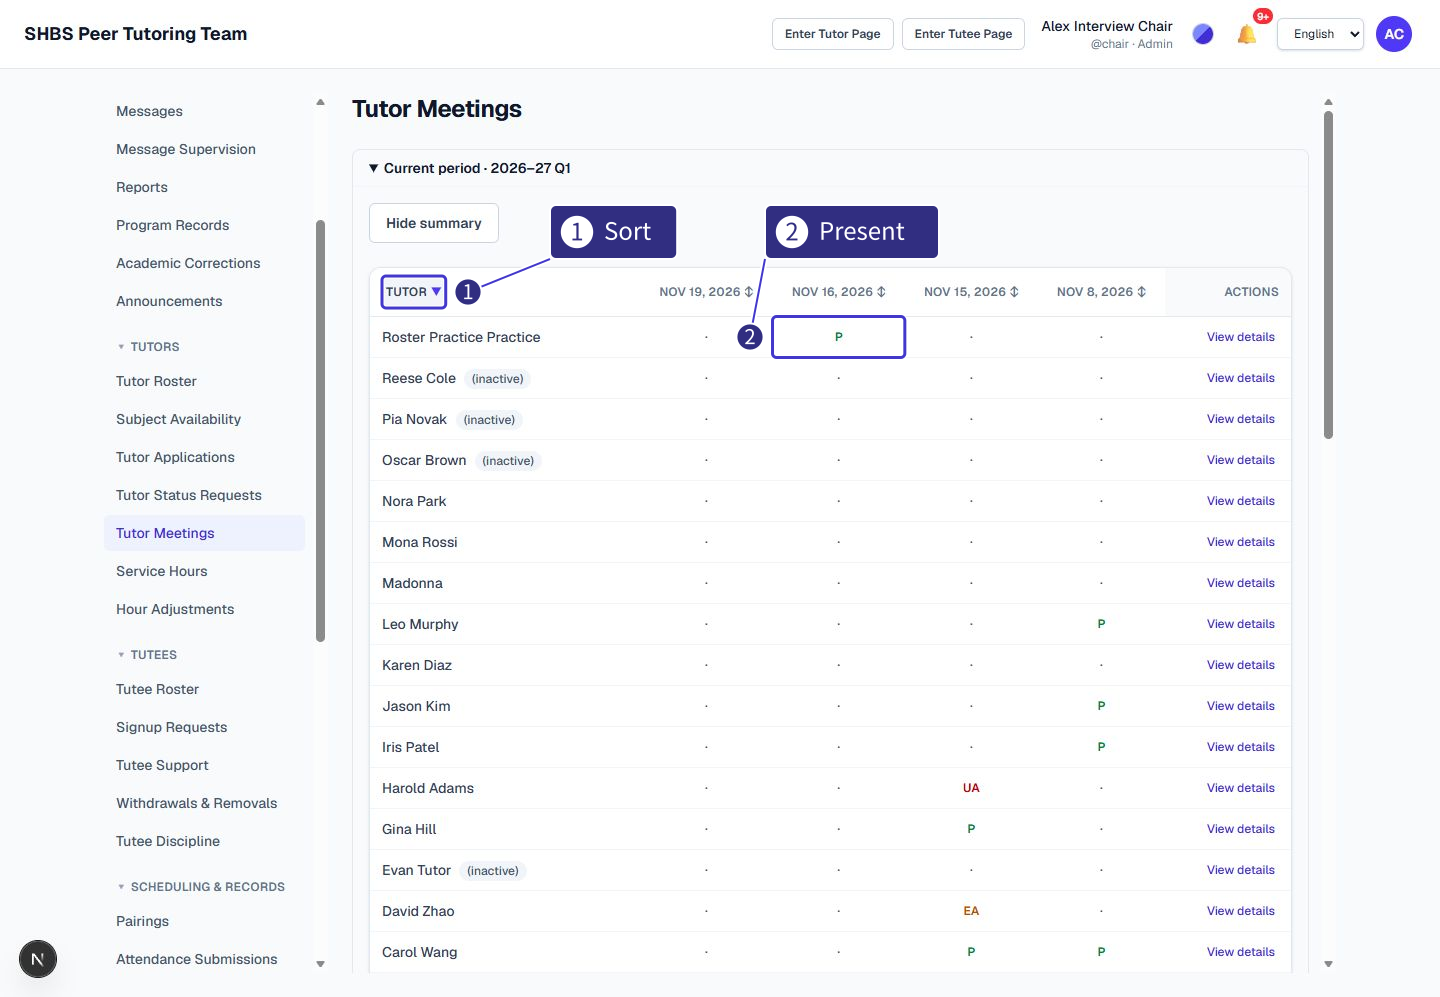 SHBS Peer Tutoring Team
Enter Tutor Page
Enter Tutee Page
Alex Interview Chair
@chair · Admin
9+
English
AC
Messages
Message Supervision
Reports
Program Records
Academic Corrections
Announcements
TUTORS
Tutor Roster
Subject Availability
Tutor Applications
Tutor Status Requests
Tutor Meetings
Service Hours
Hour Adjustments
TUTEES
Tutee Roster
Signup Requests
Tutee Support
Withdrawals & Removals
Tutee Discipline
SCHEDULING & RECORDS
Pairings
Attendance Submissions
N
Tutor Meetings
Current period · 2026–27 Q1
Hide summary
1 Sort
2 Present
TUTOR ▼ 1 NOV 19, 2026 NOV 16, 2026 NOV 15, 2026 NOV 8, 2026 ACTIONS
Roster Practice Practice · 2 P · · View details
Reese Cole (inactive) · · · · View details
Pia Novak (inactive) · · · · View details
Oscar Brown (inactive) · · · · View details
Nora Park · · · · View details
Mona Rossi · · · · View details
Madonna · · · · View details
Leo Murphy · · · P View details
Karen Diaz · · · · View details
Jason Kim · · · P View details
Iris Patel · · · P View details
Harold Adams · · UA · View details
Gina Hill · · P · View details
Evan Tutor (inactive) · · · · View details
David Zhao · · EA · View details
Carol Wang · · P P View details